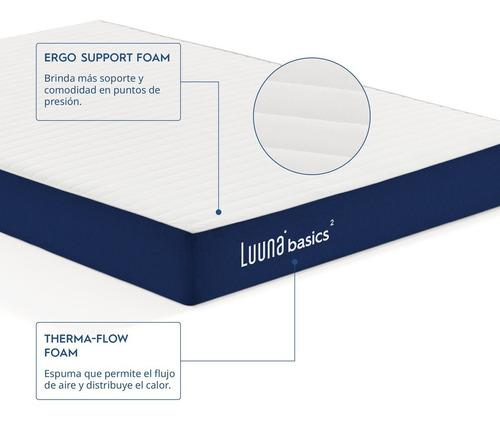 ERGO SUPPORT FOAM
Brinda más soporte y
comodidad en puntos de
presión.
Luuna basics 2
THERMA-FLOW
FOAM
Espuma que permite el flujo
de aire y distribuye el calor.